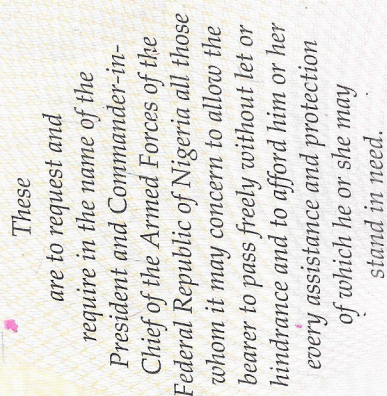 These
are to request and
require in the name of the
President and Commander-in-
Chief of the Armed Forces of the
Federal Republic of Nigeria all those
whom it may concern to allow the
bearer to pass freely without let or
hindrance and to afford him or her
every assistance and protection
of which he or she may
stand in need.